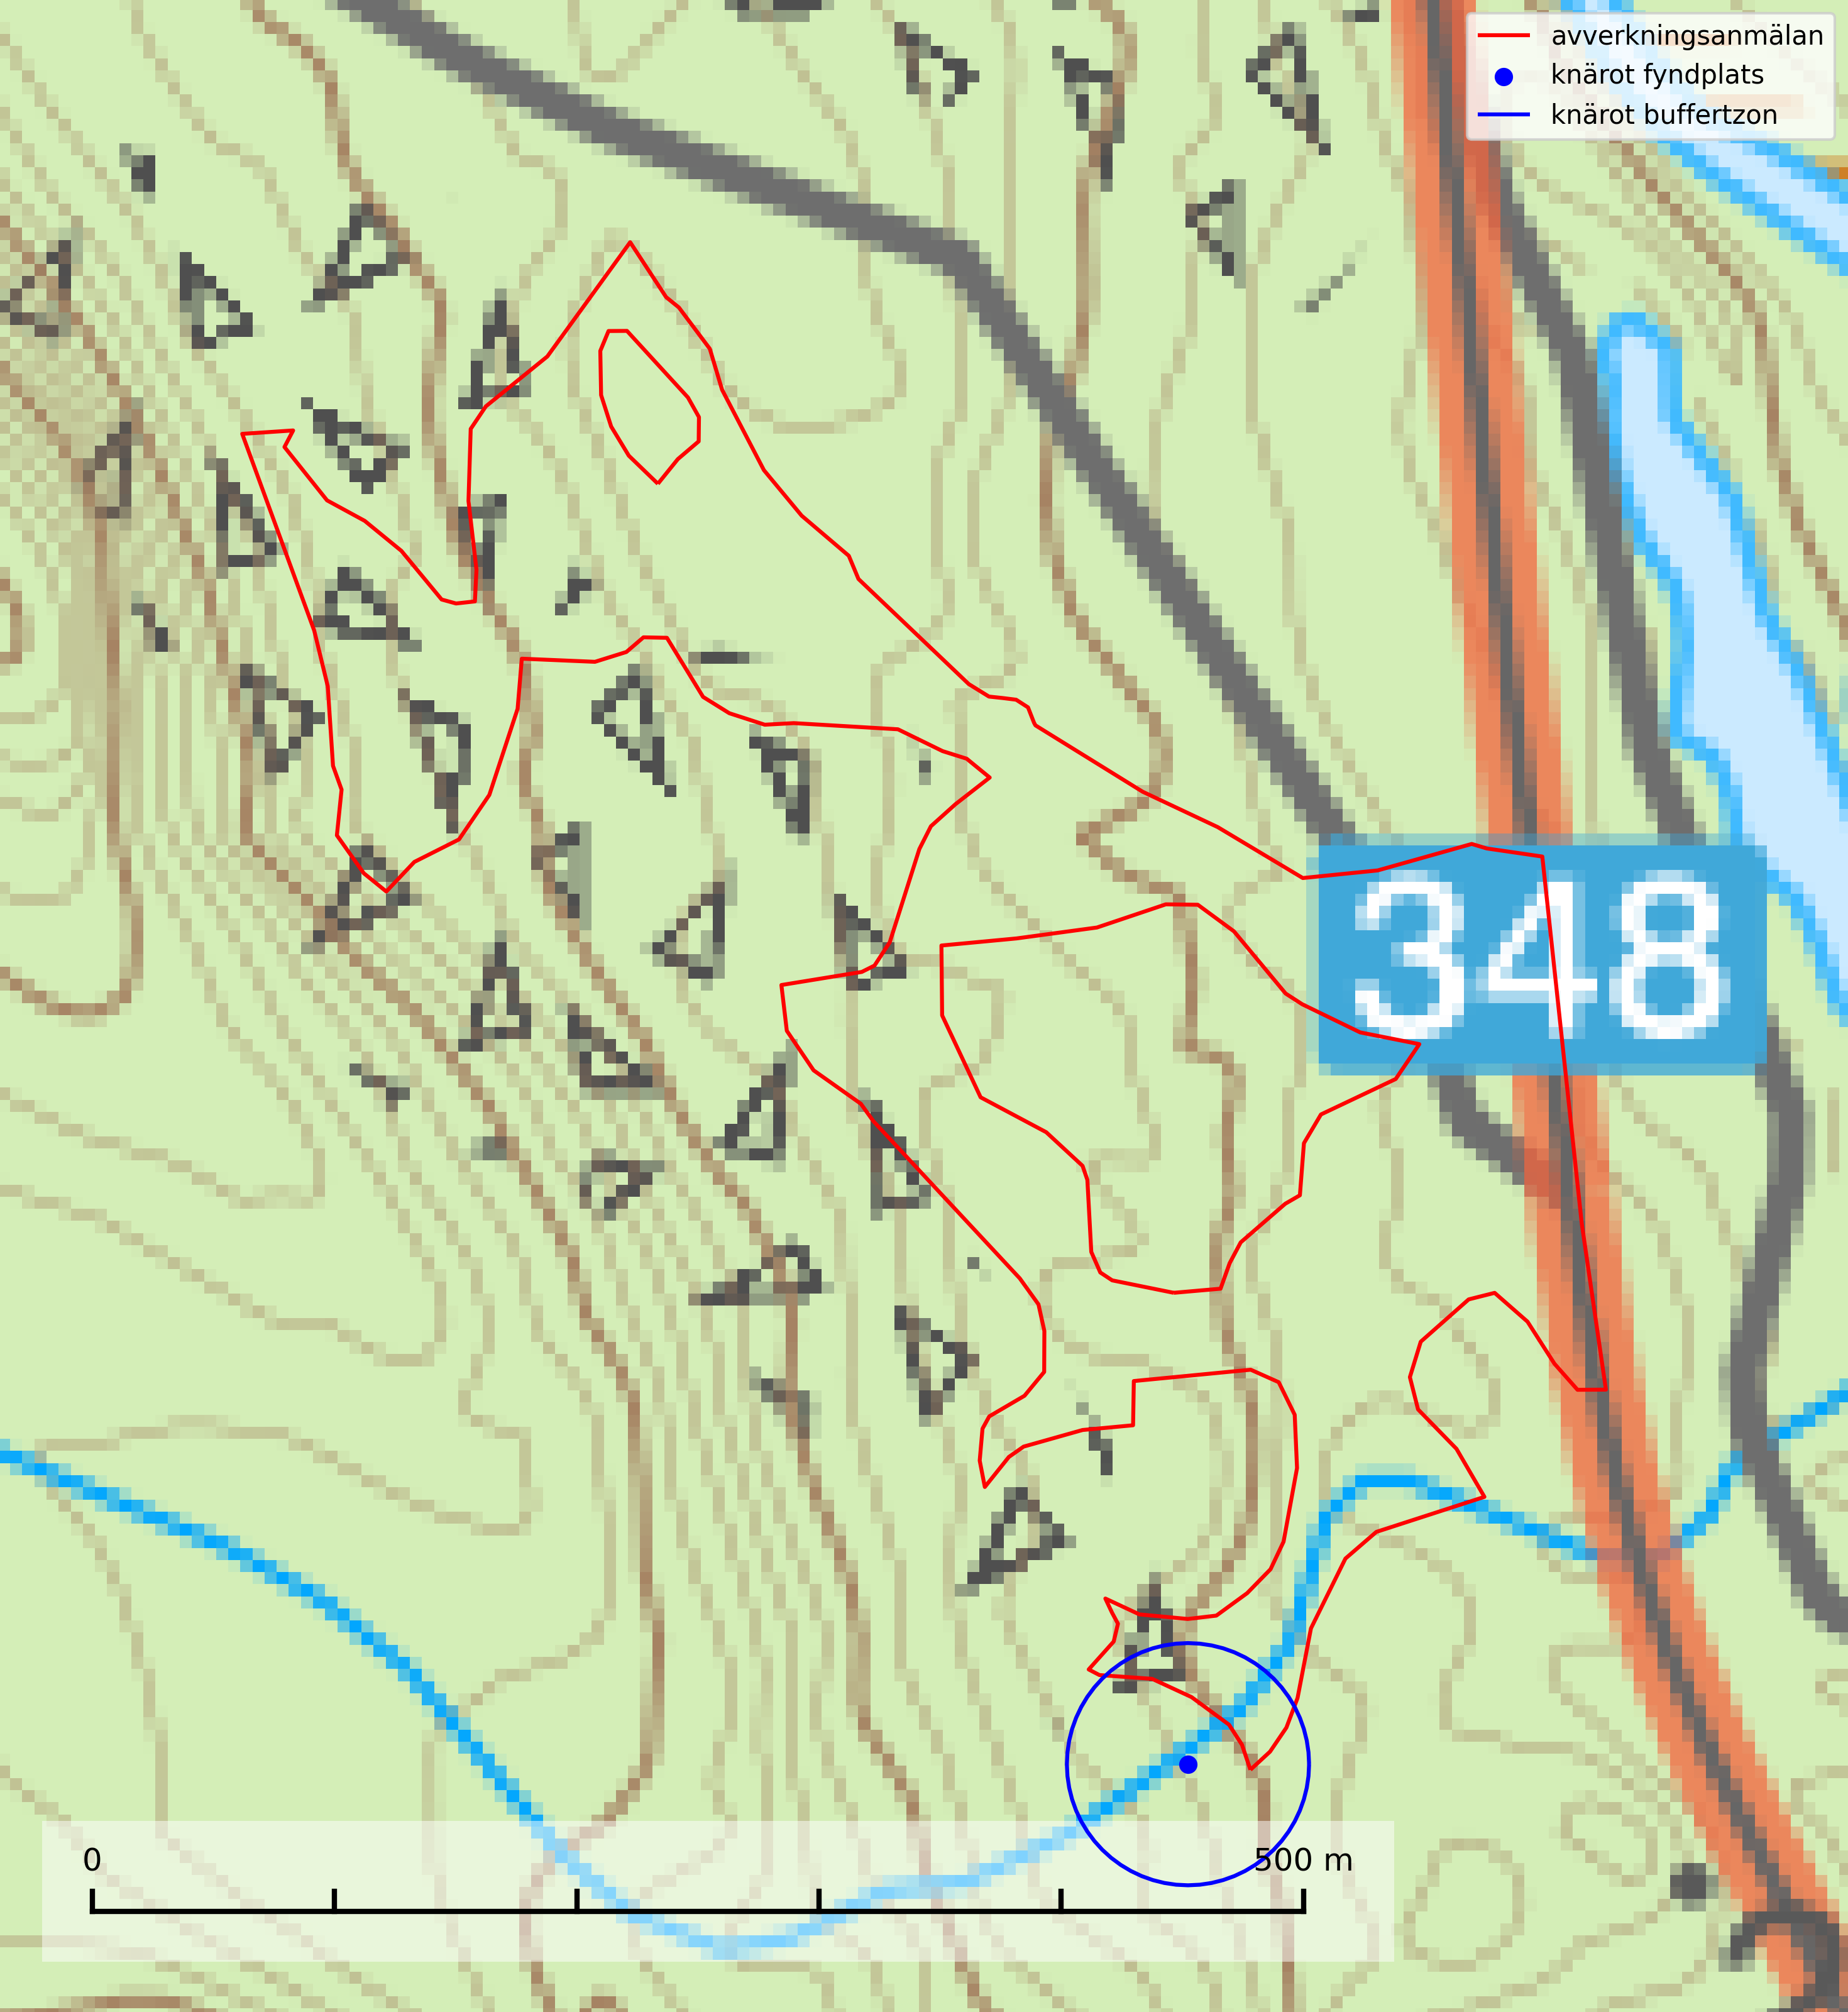 avverkningsanmälan
knärot fyndplats
knärot buffertzon
348
0
500 m